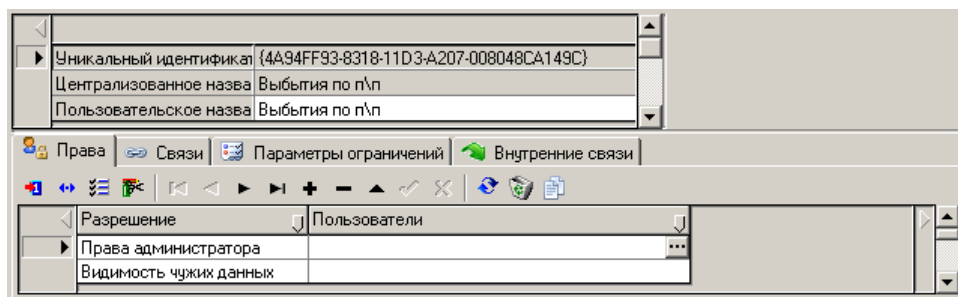 Уникальный идентификат {4A94FF93-8318-11D3-A207-008048CA149C}
Централизованное назва Выбытия по п\п
Пользовательское назва Выбытия по п\п
Права Связи Параметры ограничений Внутренние связи
Разрешение Пользователи
Права администратора
Видимость чужих данных